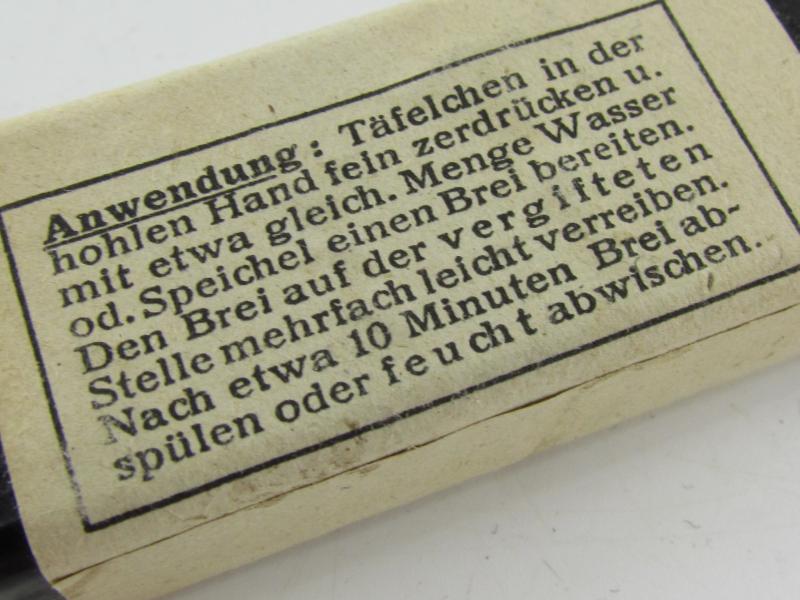 Anwendung: Täfelchen in der
hohlen Hand fein zerdrücken u.
mit etwa gleich. Menge Wasser
od. Speichel einen Brei bereiten.
Den Brei auf der vergifteten
Stelle mehrfach leicht verreiben.
Nach etwa 10 Minuten Brei ab-
spülen oder feucht abwischen.